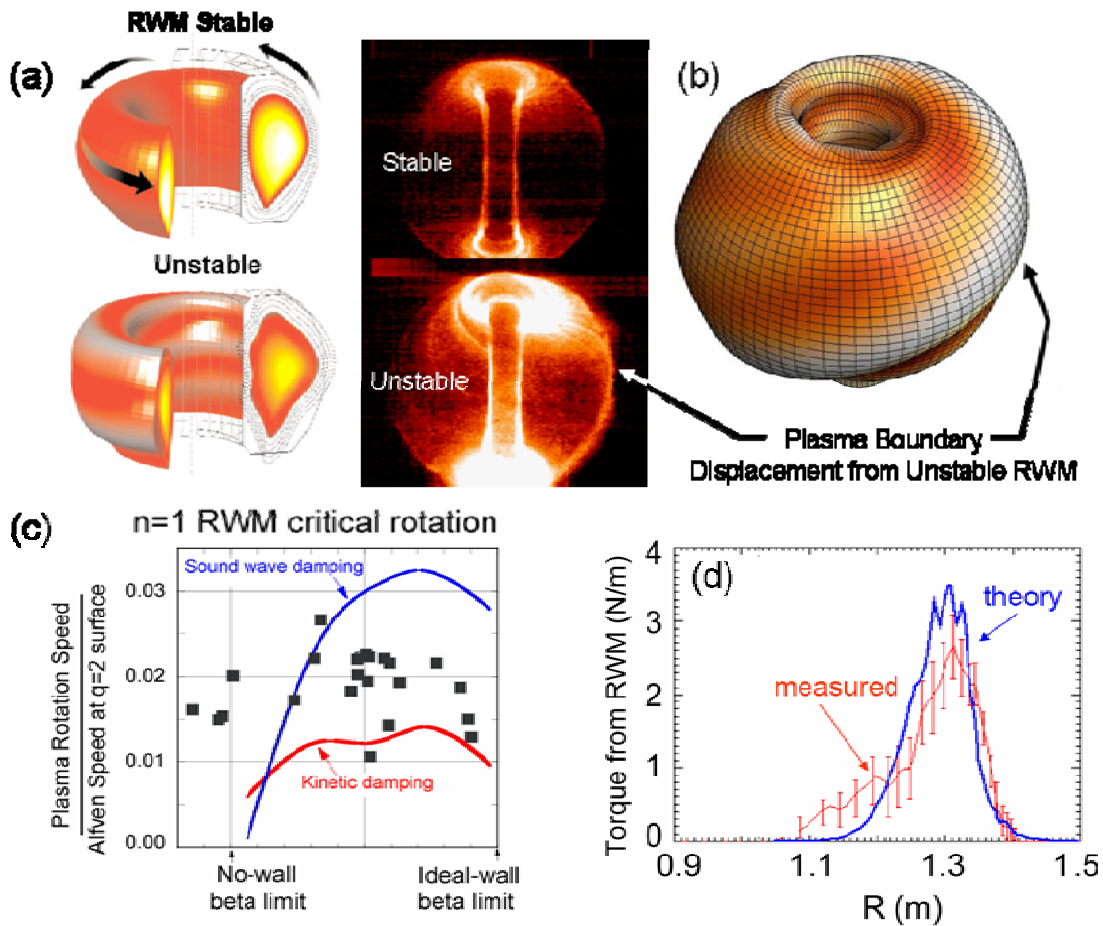 RWM Stable
(a)
Stable
(b)
Unstable
Unstable
Plasma Boundary
Displacement from Unstable RWM
(c)
n=1 RWM critical rotation
Sound wave damping
Kinetic damping
Plasma Rotation Speed
Alfven Speed at q=2 surface
0.03
0.02
0.01
0.00
No-wall
beta limit
Ideal-wall
beta limit
(d)
theory
measured
Torque from RWM (N/m)
4
3
2
1
0
0.9
1.1
1.3
1.5
R (m)